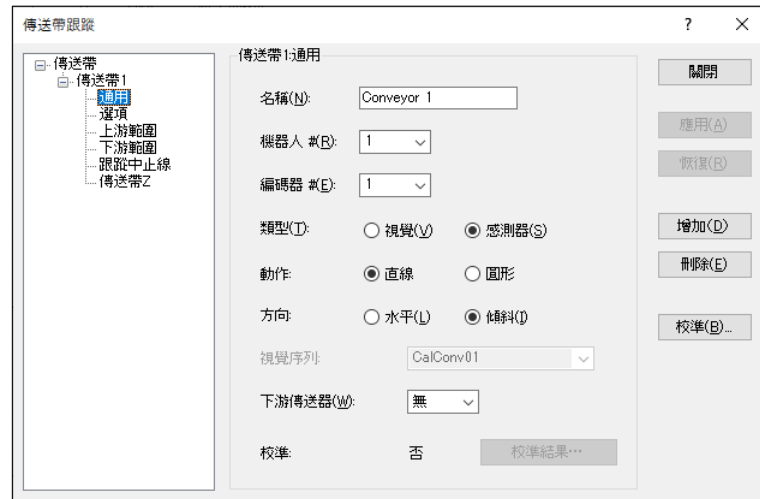 傳送帶跟蹤
?
傳送帶
傳送帶1
通用
選項
上游範圍
下游範圍
跟蹤中止線
傳送帶Z
傳送帶1:通用
名稱(N): Conveyor 1
機器人 #(R): 1
編碼器 #(E): 1
類型(T): 視覺(V) 感測器(S)
動作: 直線 圓形
方向: 水平(L) 傾斜(I)
視覺序列: CalConv01
下游傳送器(W): 無
校準: 否 校準結果…
關閉
應用(A)
恢復(R)
增加(D)
刪除(E)
校準(B)...